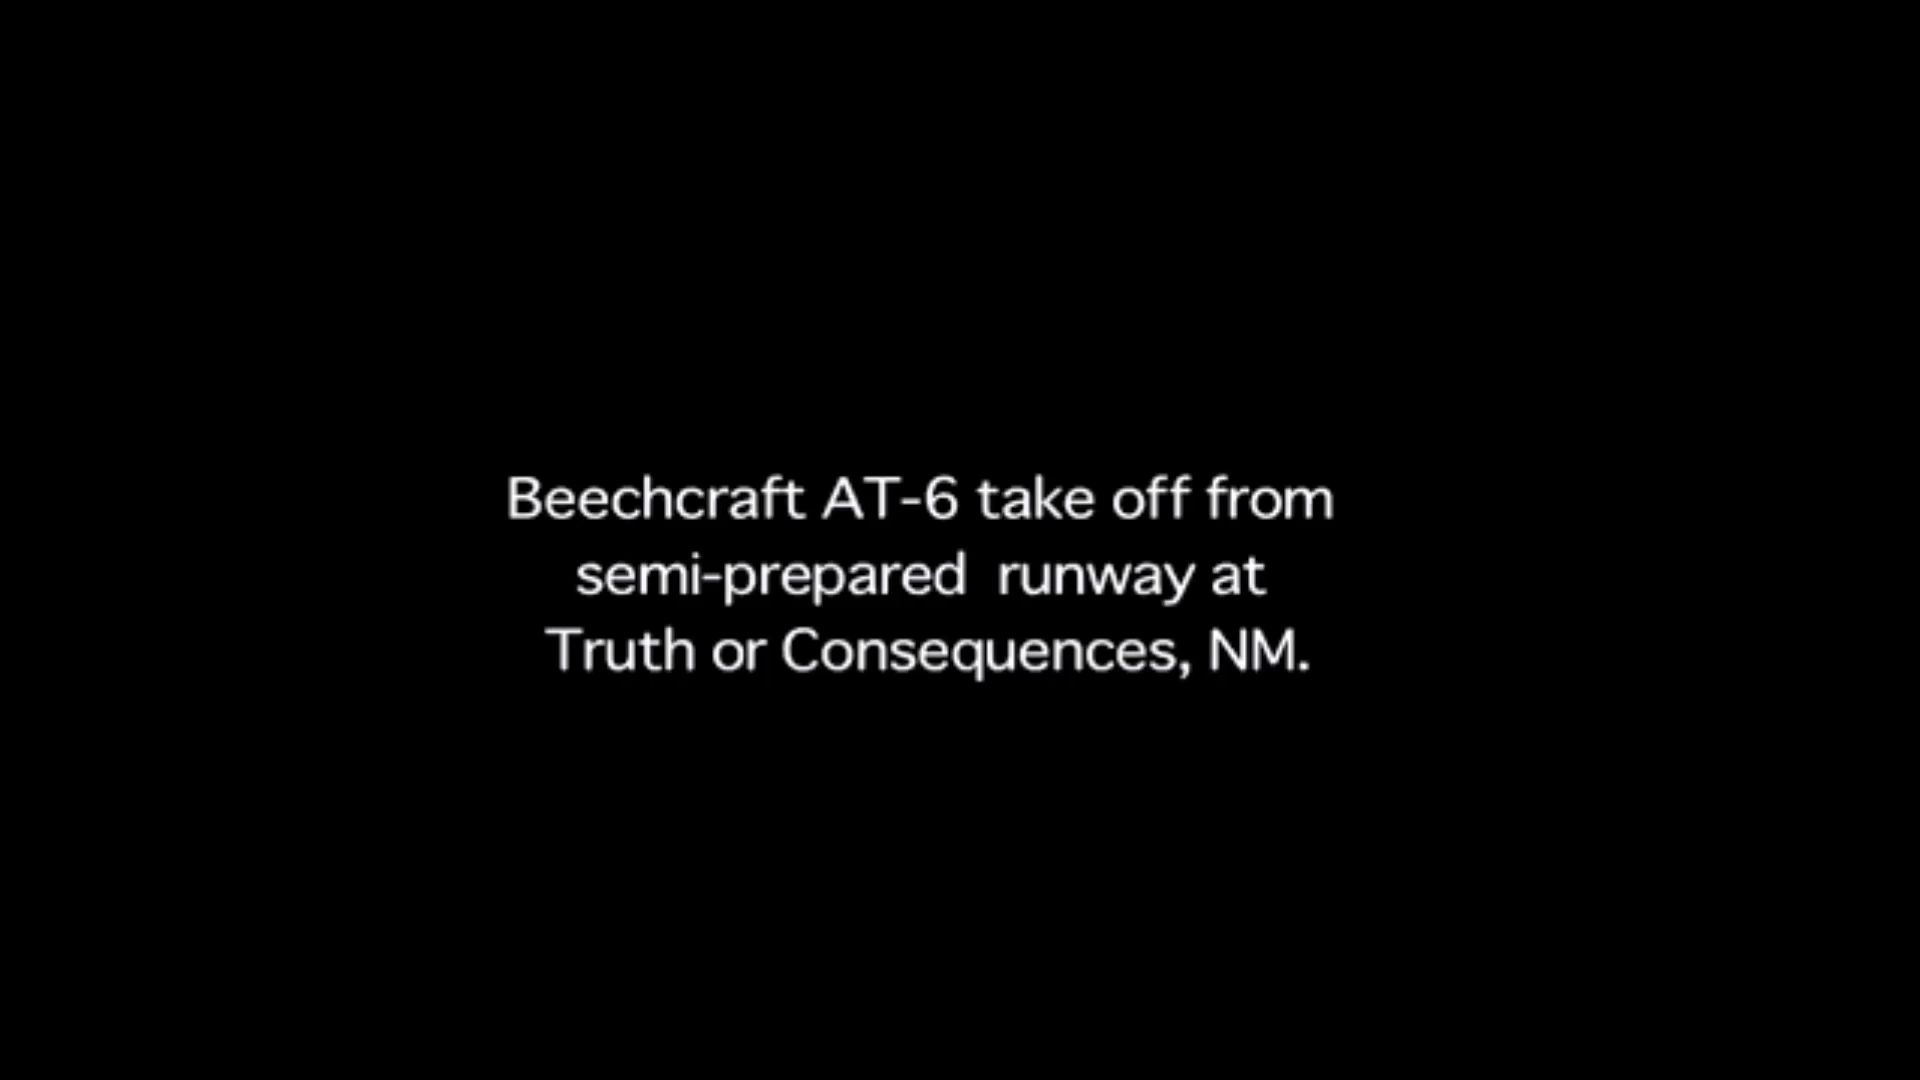 Beechcraft AT-6 take off from
semi-prepared  runway at
Truth or Consequences, NM.